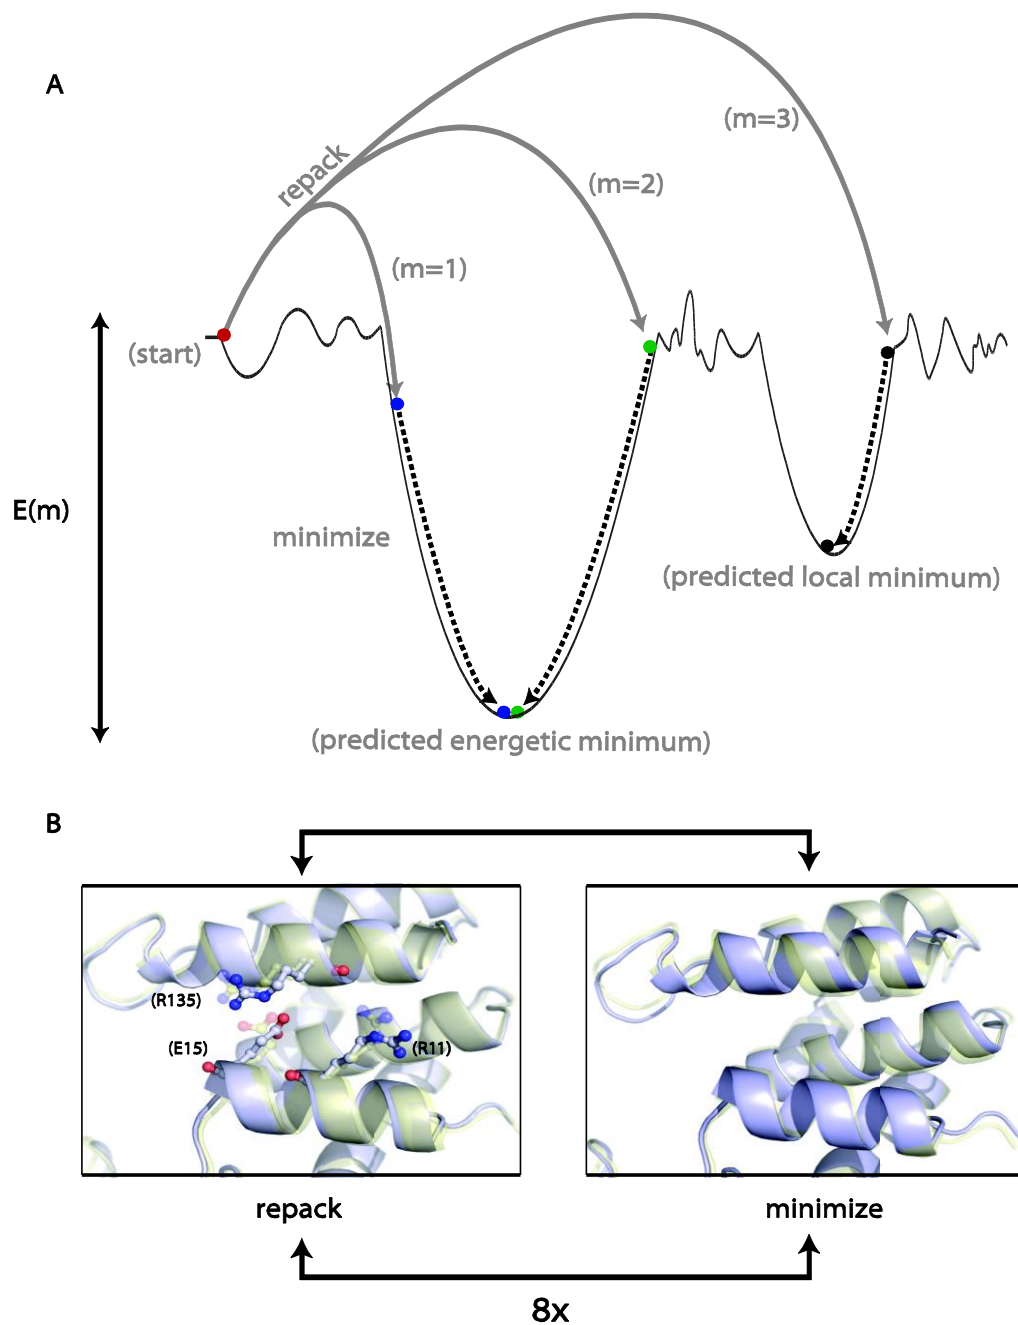 A
(m=3)
repack
(m=2)
(m=1)
(start)
E(m)
minimize
(predicted local minimum)
(predicted energetic minimum)
B
(R135)
(E15)
(R11)
repack
minimize
8x